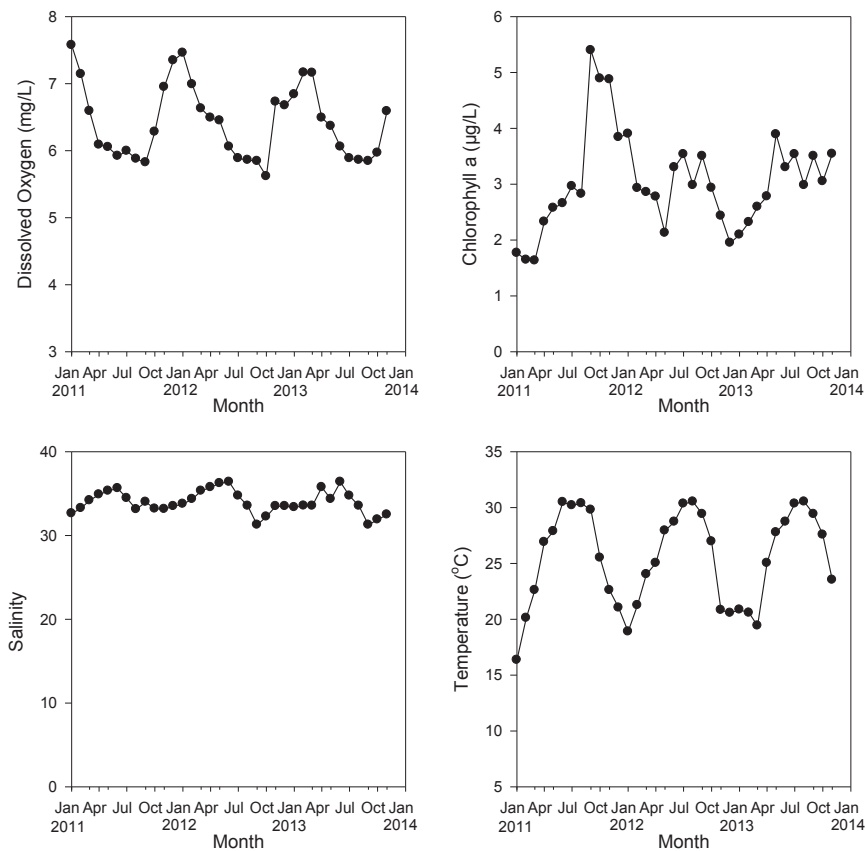 Dissolved Oxygen (mg/L)
8
7
6
5
4
3
Jan Apr Jul Oct Jan Apr Jul Oct Jan Apr Jul Oct Jan
2011 2012 2013 2014
Month
Chlorophyll a (µg/L)
6
5
4
3
2
1
0
Jan Apr Jul Oct Jan Apr Jul Oct Jan Apr Jul Oct Jan
2011 2012 2013 2014
Month
Salinity
40
30
20
10
0
Jan Apr Jul Oct Jan Apr Jul Oct Jan Apr Jul Oct Jan
2011 2012 2013 2014
Month
Temperature (°C)
35
30
25
20
15
10
5
Jan Apr Jul Oct Jan Apr Jul Oct Jan Apr Jul Oct Jan
2011 2012 2013 2014
Month